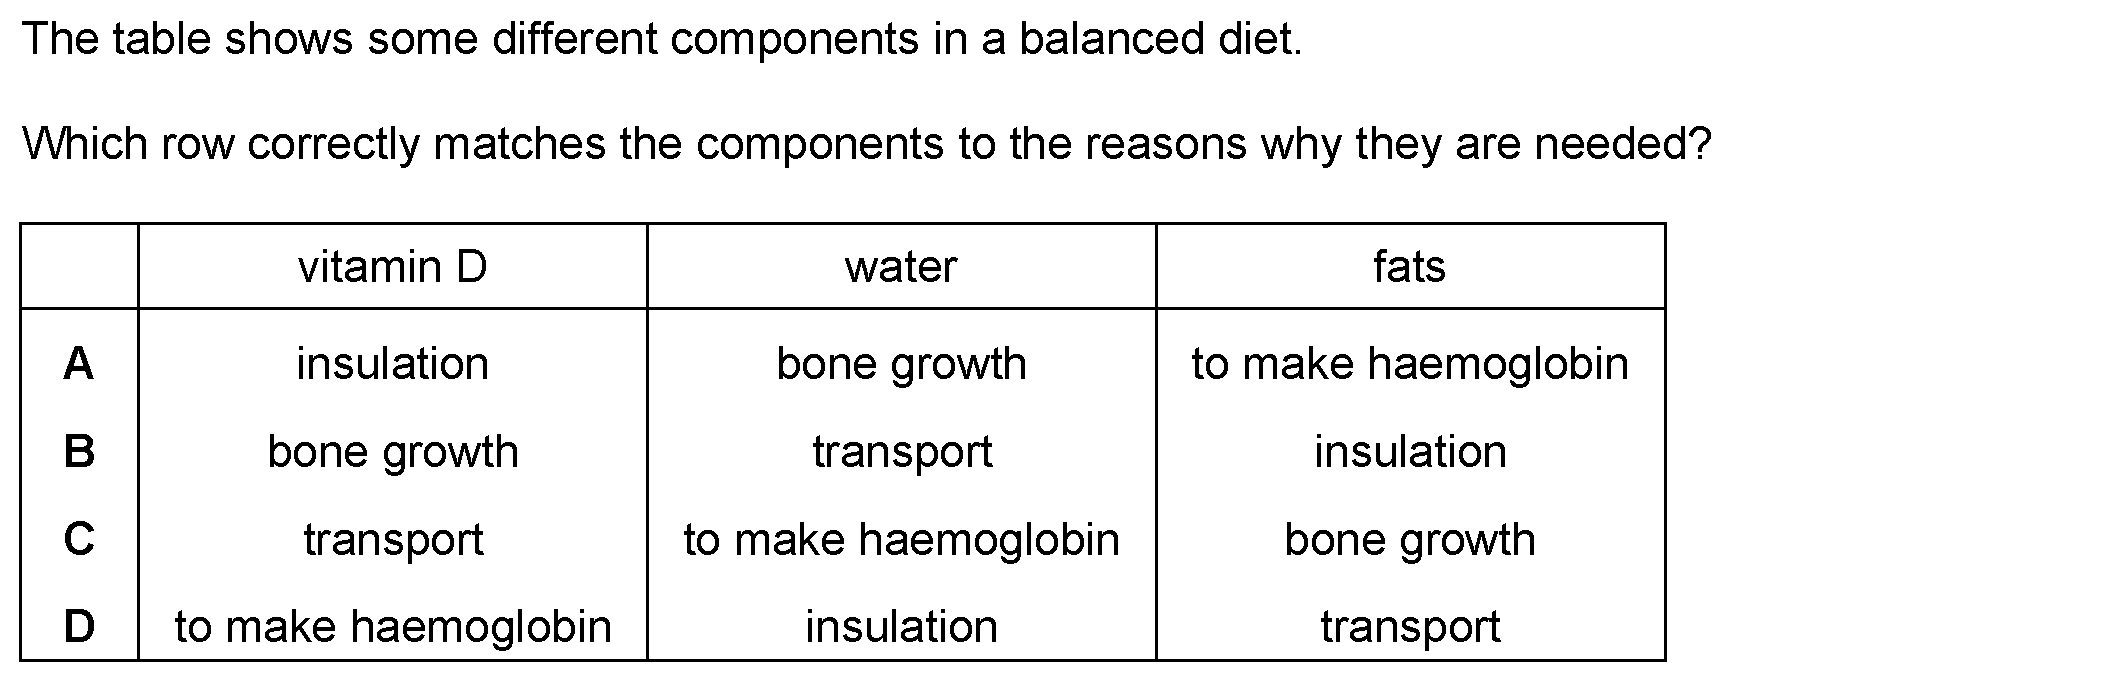 The table shows some different components in a balanced diet.
Which row correctly matches the components to the reasons why they are needed?
vitamin D water fats
A insulation bone growth to make haemoglobin
B bone growth transport insulation
C transport to make haemoglobin bone growth
D to make haemoglobin insulation transport